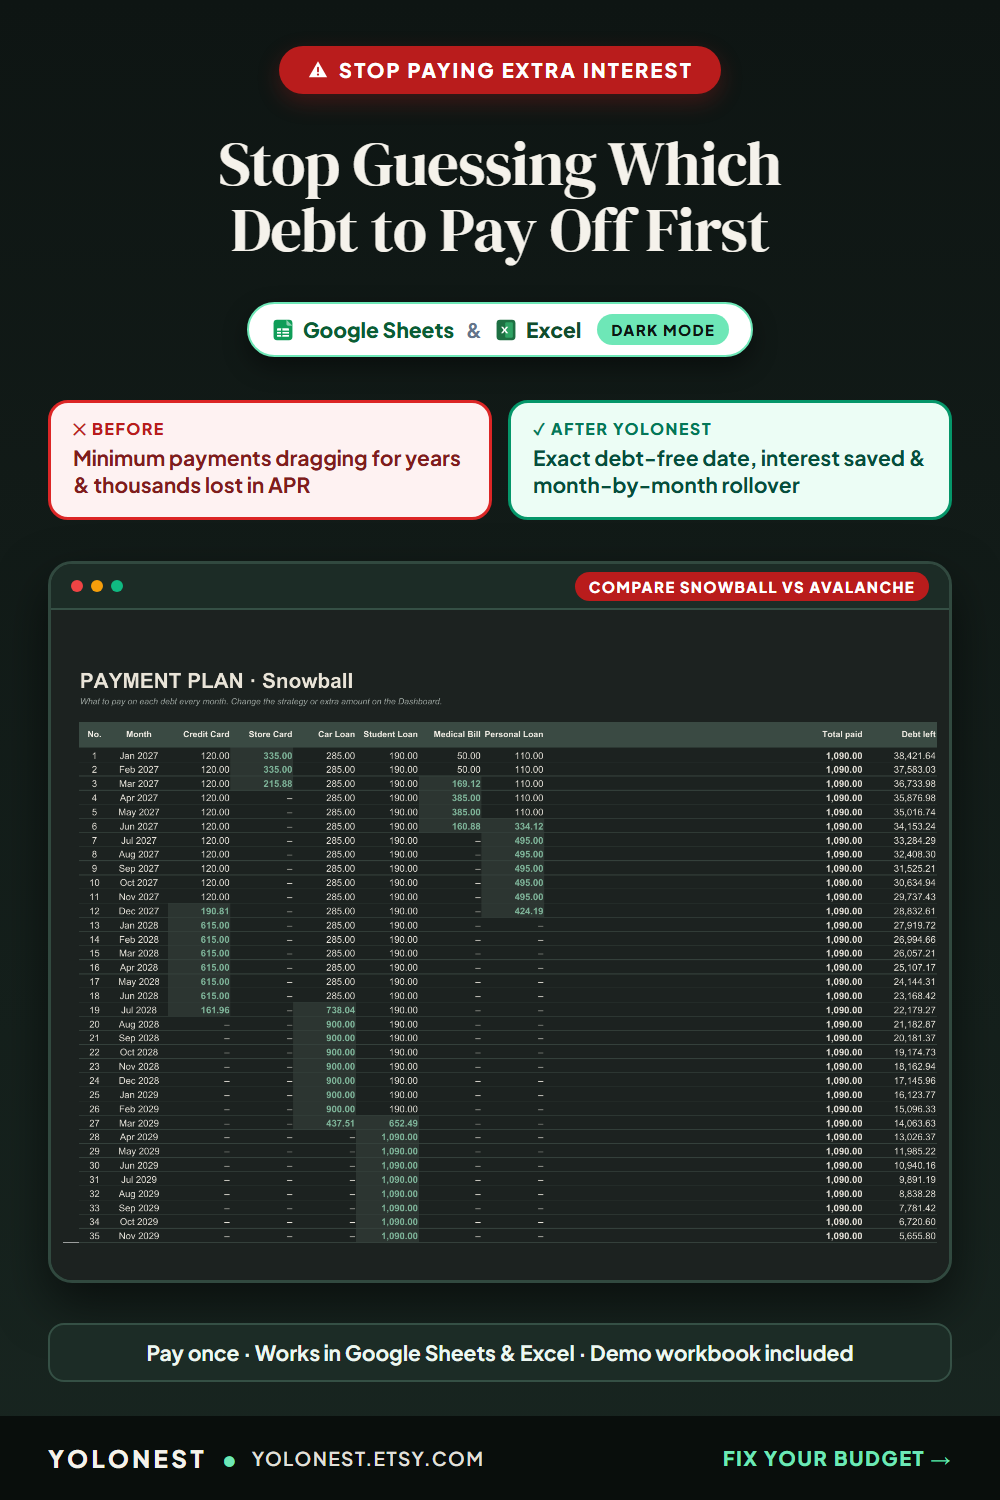 ⚠ STOP PAYING EXTRA INTEREST
Stop Guessing Which
Debt to Pay Off First
Google Sheets & Excel DARK MODE
✕ BEFORE
Minimum payments dragging for years
& thousands lost in APR
✓ AFTER YOLONEST
Exact debt-free date, interest saved &
month-by-month rollover
COMPARE SNOWBALL VS AVALANCHE
PAYMENT PLAN · Snowball
What to pay on each debt every month. Change the strategy or extra amount on the Dashboard.
No. Month Credit Card Store Card Car Loan Student Loan Medical Bill Personal Loan Total paid Debt left
1 Jan 2027 120.00 335.00 285.00 190.00 50.00 110.00 1,090.00 38,421.64
2 Feb 2027 120.00 335.00 285.00 190.00 50.00 110.00 1,090.00 37,583.03
3 Mar 2027 120.00 215.88 285.00 190.00 169.12 110.00 1,090.00 36,733.98
4 Apr 2027 120.00 – 285.00 190.00 385.00 110.00 1,090.00 35,876.98
5 May 2027 120.00 – 285.00 190.00 385.00 110.00 1,090.00 35,016.74
6 Jun 2027 120.00 – 285.00 190.00 160.88 334.12 1,090.00 34,153.24
7 Jul 2027 120.00 – 285.00 190.00 – 495.00 1,090.00 33,284.29
8 Aug 2027 120.00 – 285.00 190.00 – 495.00 1,090.00 32,408.30
9 Sep 2027 120.00 – 285.00 190.00 – 495.00 1,090.00 31,525.21
10 Oct 2027 120.00 – 285.00 190.00 – 495.00 1,090.00 30,634.94
11 Nov 2027 120.00 – 285.00 190.00 – 495.00 1,090.00 29,737.43
12 Dec 2027 190.81 – 285.00 190.00 – 424.19 1,090.00 28,832.61
13 Jan 2028 615.00 – 285.00 190.00 – – 1,090.00 27,919.72
14 Feb 2028 615.00 – 285.00 190.00 – – 1,090.00 26,994.66
15 Mar 2028 615.00 – 285.00 190.00 – – 1,090.00 26,057.21
16 Apr 2028 615.00 – 285.00 190.00 – – 1,090.00 25,107.17
17 May 2028 615.00 – 285.00 190.00 – – 1,090.00 24,144.31
18 Jun 2028 615.00 – 285.00 190.00 – – 1,090.00 23,168.42
19 Jul 2028 161.96 – 738.04 190.00 – – 1,090.00 22,179.27
20 Aug 2028 – – 900.00 190.00 – – 1,090.00 21,182.87
21 Sep 2028 – – 900.00 190.00 – – 1,090.00 20,181.37
22 Oct 2028 – – 900.00 190.00 – – 1,090.00 19,174.73
23 Nov 2028 – – 900.00 190.00 – – 1,090.00 18,162.94
24 Dec 2028 – – 900.00 190.00 – – 1,090.00 17,145.96
25 Jan 2029 – – 900.00 190.00 – – 1,090.00 16,123.77
26 Feb 2029 – – 900.00 190.00 – – 1,090.00 15,096.33
27 Mar 2029 – – 437.51 652.49 – – 1,090.00 14,063.63
28 Apr 2029 – – – 1,090.00 – – 1,090.00 13,026.37
29 May 2029 – – – 1,090.00 – – 1,090.00 11,985.22
30 Jun 2029 – – – 1,090.00 – – 1,090.00 10,940.16
31 Jul 2029 – – – 1,090.00 – – 1,090.00 9,891.19
32 Aug 2029 – – – 1,090.00 – – 1,090.00 8,838.28
33 Sep 2029 – – – 1,090.00 – – 1,090.00 7,781.42
34 Oct 2029 – – – 1,090.00 – – 1,090.00 6,720.60
35 Nov 2029 – – – 1,090.00 – – 1,090.00 5,655.80
Pay once · Works in Google Sheets & Excel · Demo workbook included
YOLONEST ● YOLONEST.ETSY.COM FIX YOUR BUDGET →